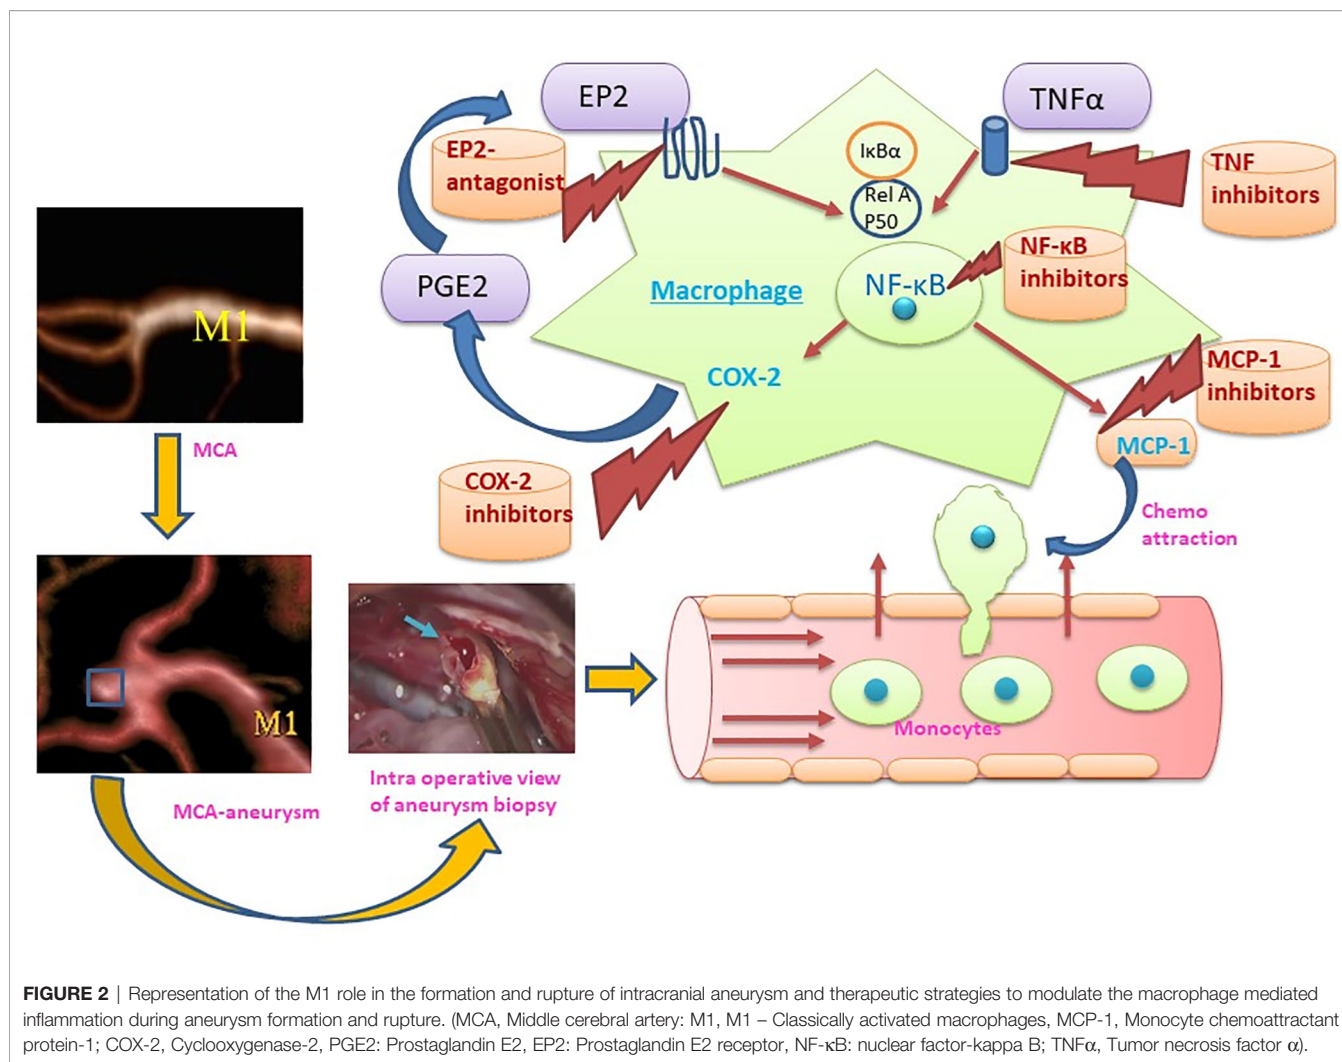 EP2
TNFα
EP2-
antagonist
IκBα
Rel A
P50
TNF
inhibitors
NF-κB
inhibitors
PGE2
Macrophage
NF-κB
M1
COX-2
MCP-1
inhibitors
MCA
MCP-1
COX-2
inhibitors
Chemo
attraction
M1
Monocytes
MCA-aneurysm
Intra operative view
of aneurysm biopsy
FIGURE 2 | Representation of the M1 role in the formation and rupture of intracranial aneurysm and therapeutic strategies to modulate the macrophage mediated
inflammation during aneurysm formation and rupture. (MCA, Middle cerebral artery: M1, M1 – Classically activated macrophages, MCP-1, Monocyte chemoattractant
protein-1; COX-2, Cyclooxygenase-2, PGE2: Prostaglandin E2, EP2: Prostaglandin E2 receptor, NF-κB: nuclear factor-kappa B; TNFα, Tumor necrosis factor α).